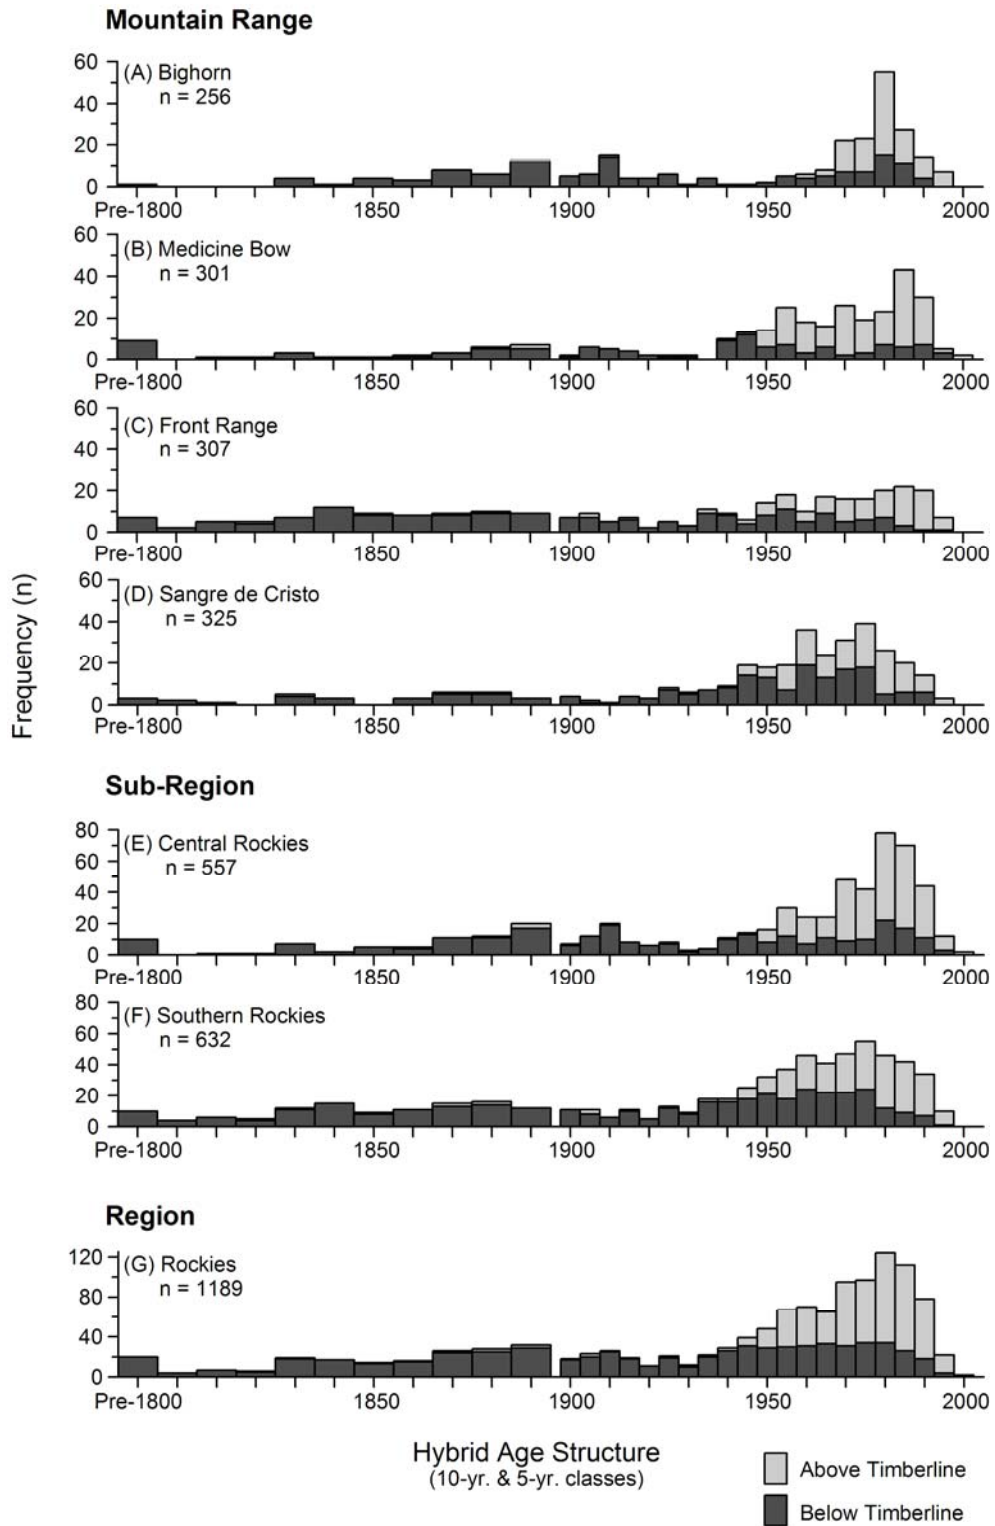 Mountain Range
60
40
20
0
(A) Bighorn
n = 256
Pre-1800
1850
1900
1950
2000
60
40
20
0
(B) Medicine Bow
n = 301
Pre-1800
1850
1900
1950
2000
60
40
20
0
(C) Front Range
n = 307
Pre-1800
1850
1900
1950
2000
60
40
20
0
(D) Sangre de Cristo
n = 325
Pre-1800
1850
1900
1950
2000
Frequency (n)
Sub-Region
80
60
40
20
0
(E) Central Rockies
n = 557
Pre-1800
1850
1900
1950
2000
80
60
40
20
0
(F) Southern Rockies
n = 632
Pre-1800
1850
1900
1950
2000
Region
120
80
40
0
(G) Rockies
n = 1189
Pre-1800
1850
1900
1950
2000
Hybrid Age Structure
(10-yr. & 5-yr. classes)
Above Timberline
Below Timberline